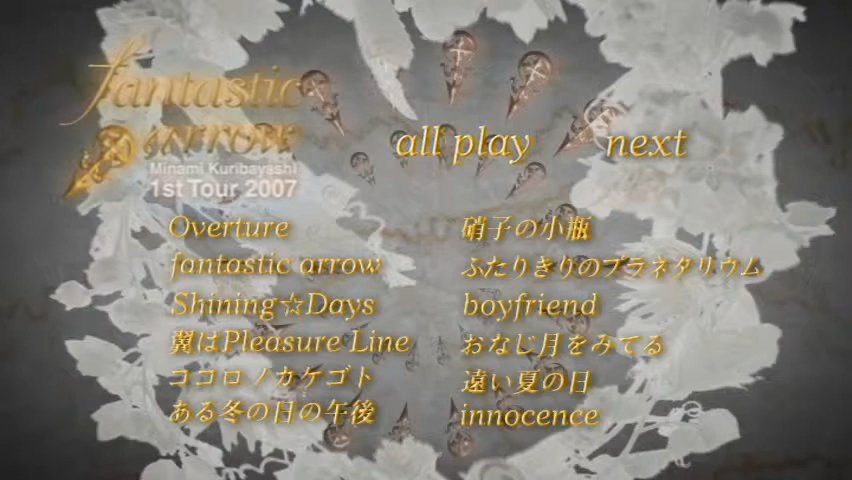 fantastic
arrow
Minami Kuribayashi
1st Tour 2007
all play
next
Overture
fantastic arrow
Shining☆Days
翼はPleasure Line
ココロノカケゴト
ある冬の日の午後
硝子の小瓶
ふたりきりのプラネタリウム
boyfriend
おなじ月をみてる
遠い夏の日
innocence